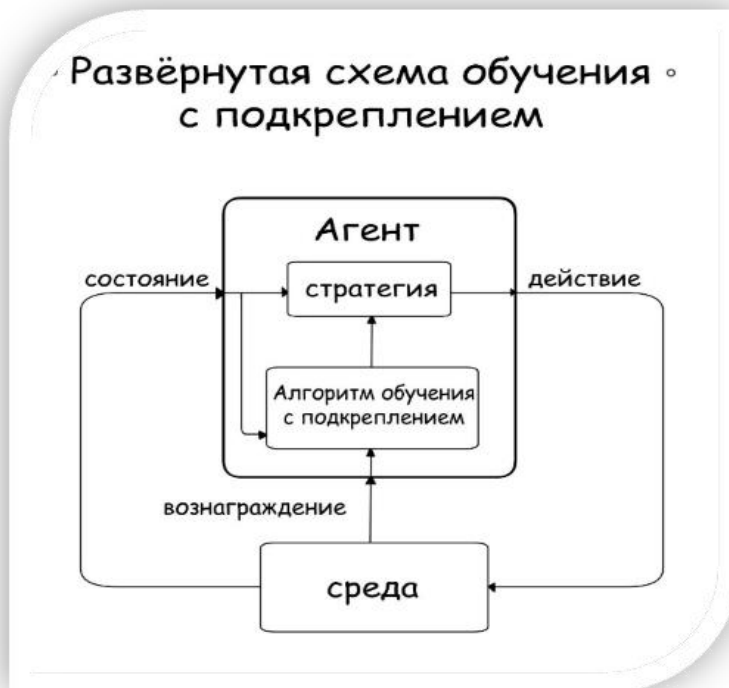 Развёрнутая схема обучения
с подкреплением
Агент
состояние
стратегия
действие
Алгоритм обучения
с подкреплением
вознаграждение
среда